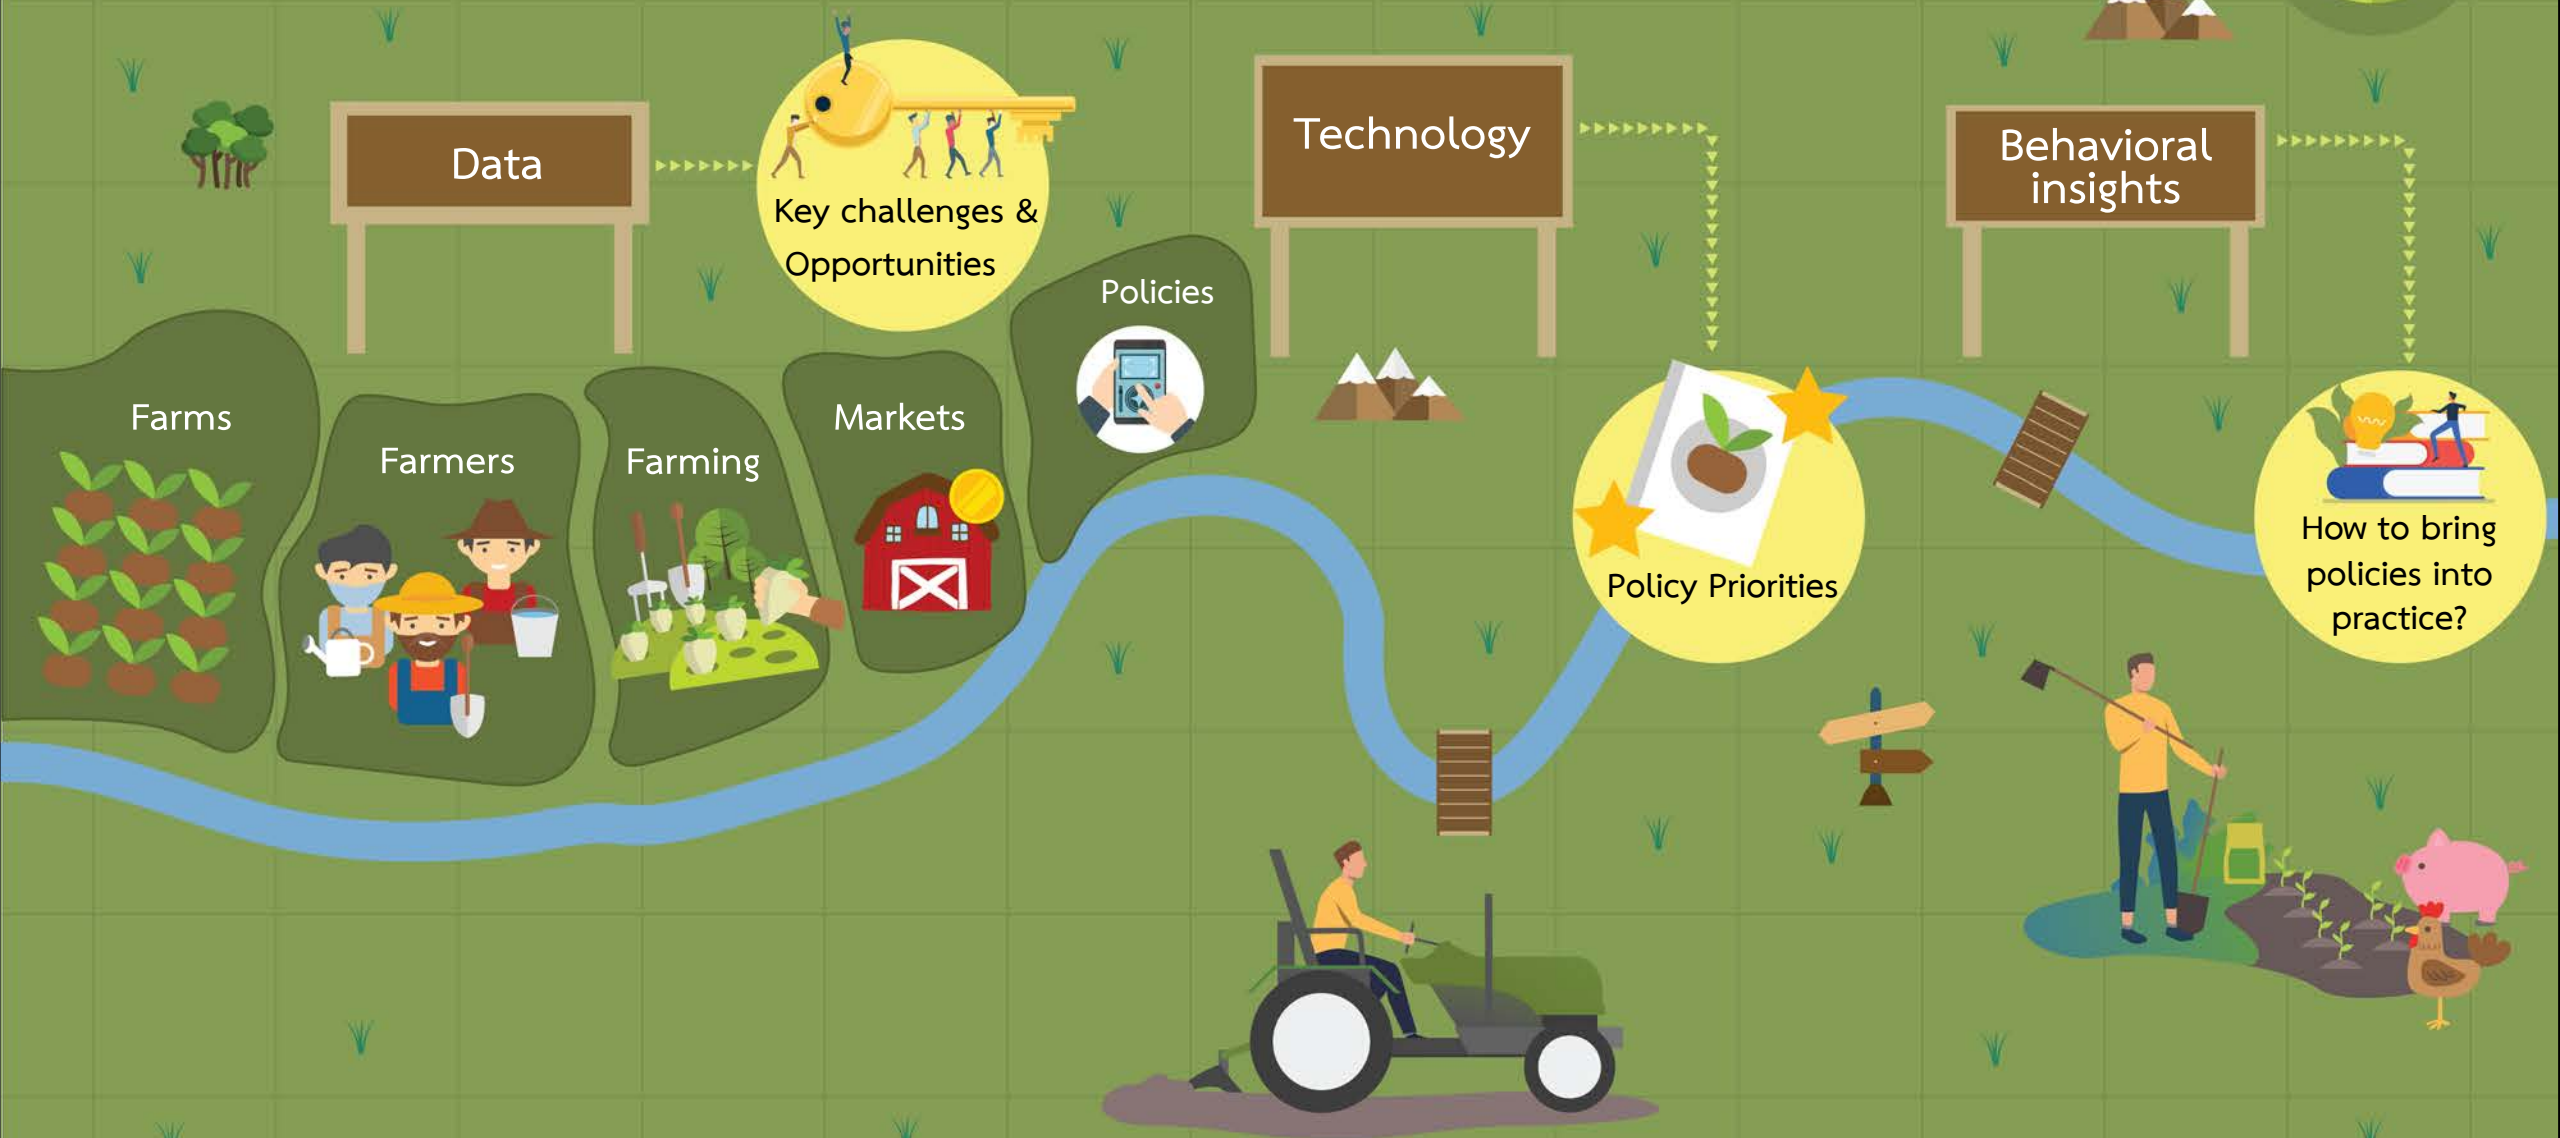 Data
Key challenges &
Opportunities
Technology
Behavioral
insights
Policies
Farms
Farmers
Farming
Markets
Policy Priorities
How to bring
policies into
practice?